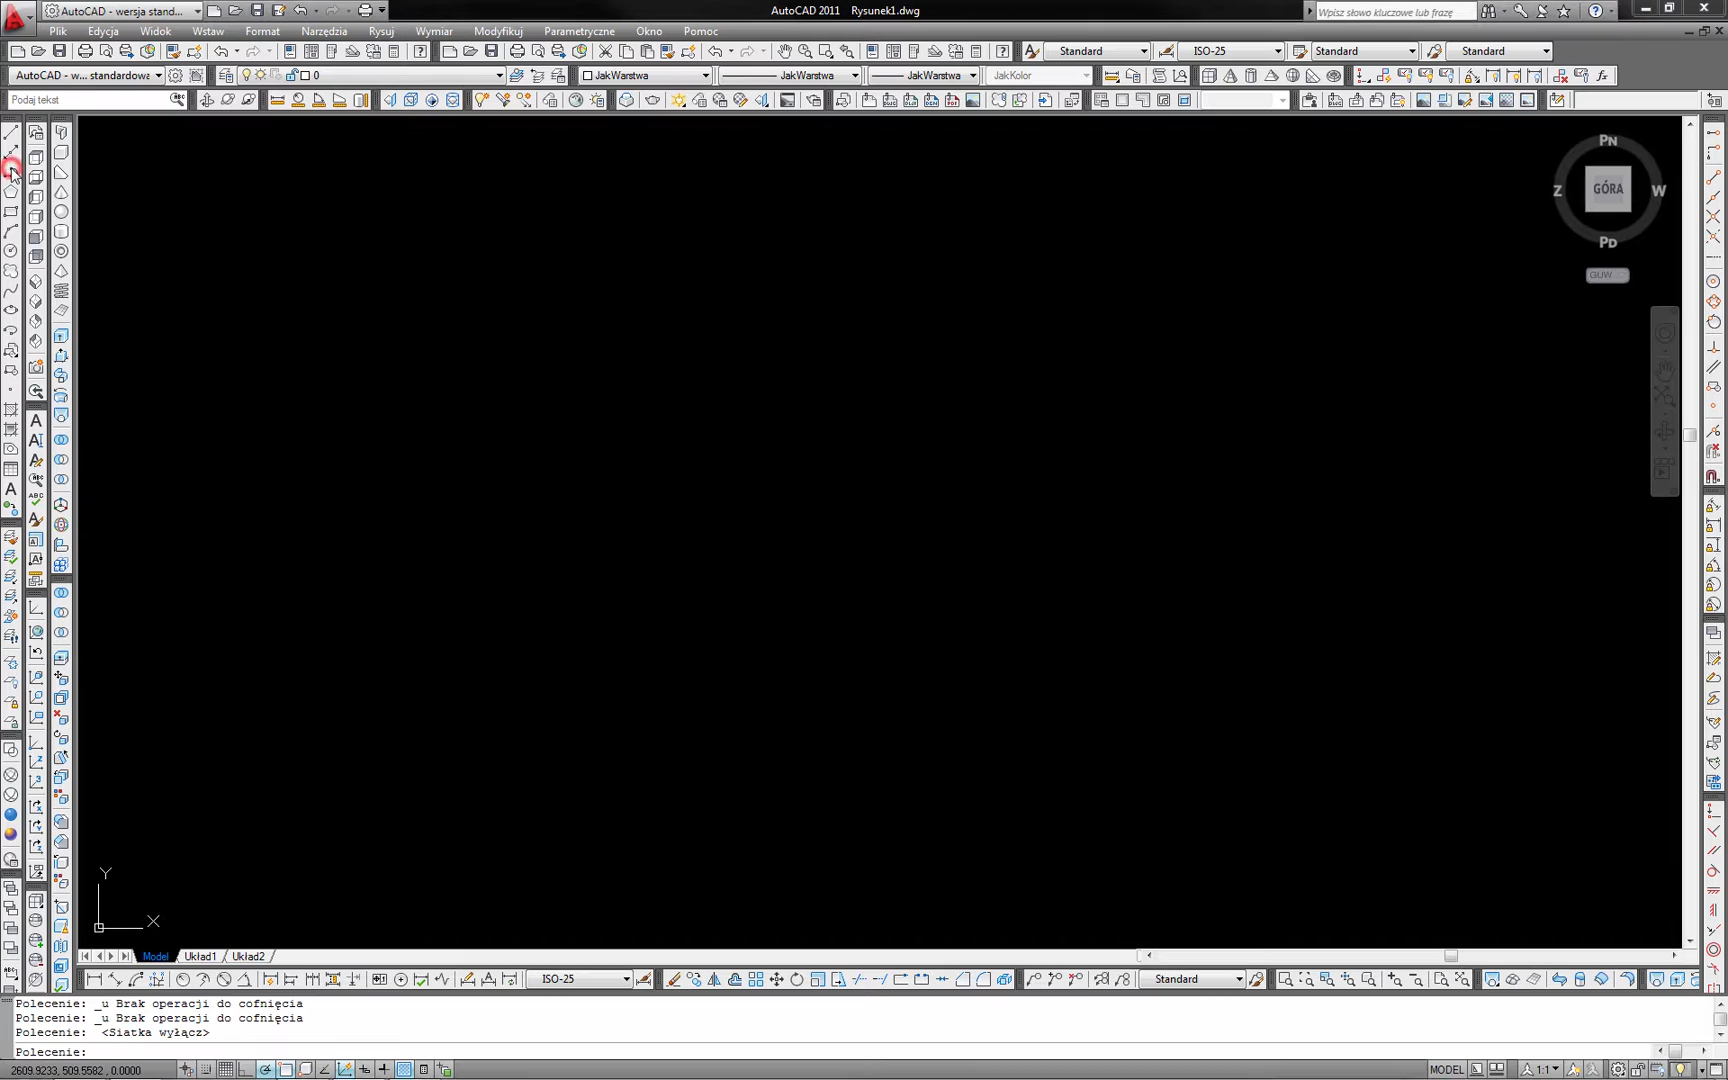 AutoCAD - wersja stand...
AutoCAD 2011 Rysunek1.dwg
Wpisz słowo kluczowe lub frazę
Plik Edycja Widok Wstaw Format Narzędzia Rysuj Wymiar Modyfikuj Parametryczne Okno Pomoc
Standard ISO-25 Standard Standard
AutoCAD - w... standardowa 0 JakWarstwa JakWarstwa JakWarstwa JakKolor
Podaj tekst
PN
Z GÓRA W
PD
GUW
Y
X
Model Układ1 Układ2
ISO-25 Standard
Polecenie: _u Brak operacji do cofnięcia
Polecenie: _u Brak operacji do cofnięcia
Polecenie: <Siatka wyłącz>
Polecenie:
2609.9233, 509.5582 , 0.0000 MODEL 1:1